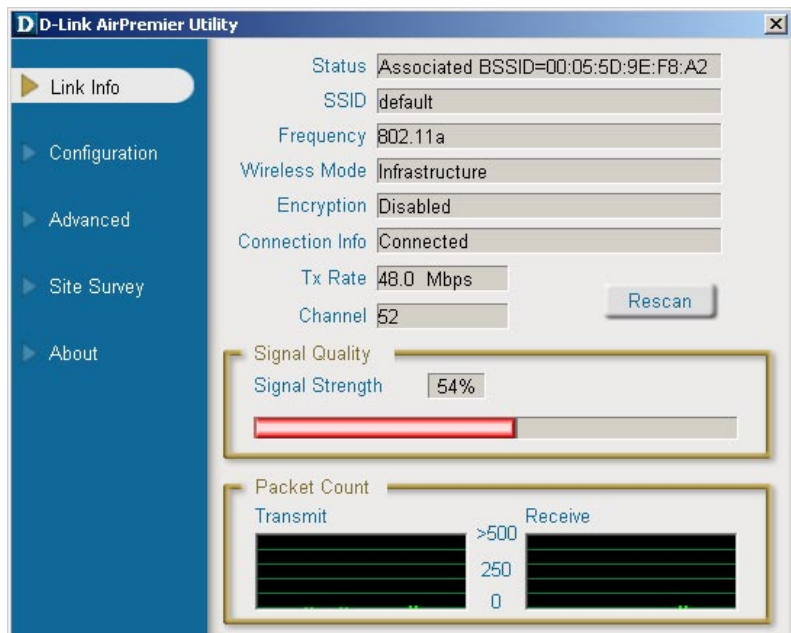 D D-Link AirPremier Utility
Link Info
Configuration
Advanced
Site Survey
About
Status Associated BSSID=00:05:5D:9E:F8:A2
SSID default
Frequency 802.11a
Wireless Mode Infrastructure
Encryption Disabled
Connection Info Connected
Tx Rate 48.0 Mbps
Channel 52
Rescan
Signal Quality
Signal Strength 54%
Packet Count
Transmit
>500
250
0
Receive